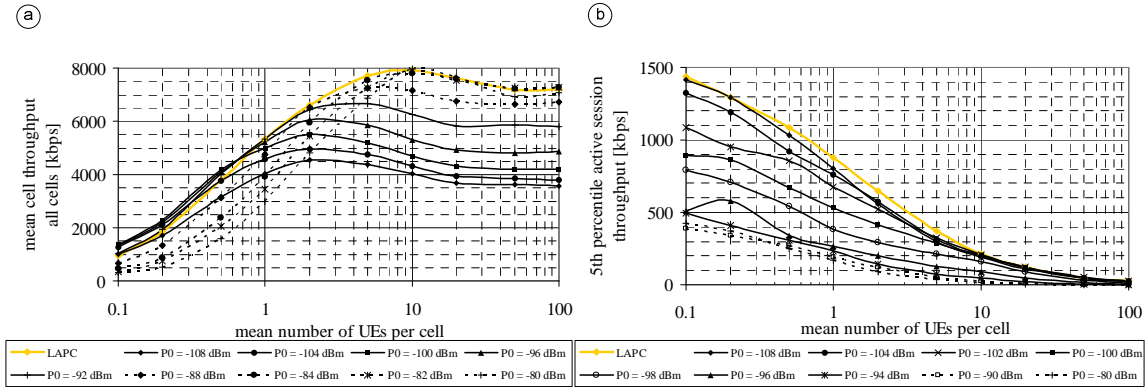 a
mean cell throughput
all cells [kbps]
8000
6000
4000
2000
0
0.1
1
10
100
mean number of UEs per cell
LAPC
P0 = -108 dBm
P0 = -104 dBm
P0 = -100 dBm
P0 = -96 dBm
P0 = -92 dBm
P0 = -88 dBm
P0 = -84 dBm
P0 = -82 dBm
P0 = -80 dBm
b
5th percentile active session
throughput [kbps]
1500
1000
500
0
0.1
1
10
100
mean number of UEs per cell
LAPC
P0 = -108 dBm
P0 = -104 dBm
P0 = -102 dBm
P0 = -100 dBm
P0 = -98 dBm
P0 = -96 dBm
P0 = -94 dBm
P0 = -90 dBm
P0 = -80 dBm